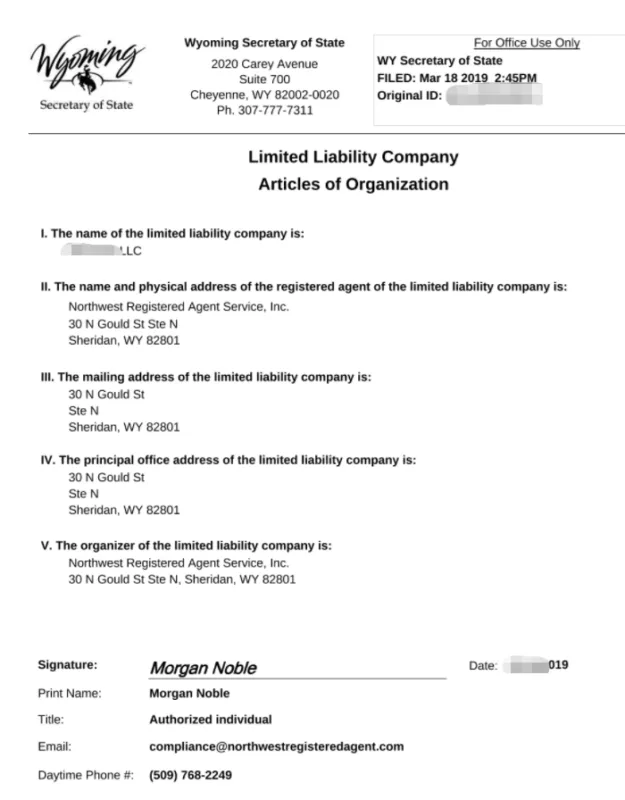 Wyoming
Secretary of State
Wyoming Secretary of State
2020 Carey Avenue
Suite 700
Cheyenne, WY 82002-0020
Ph. 307-777-7311
For Office Use Only
WY Secretary of State
FILED: Mar 18 2019 2:45PM
Original ID:
Limited Liability Company
Articles of Organization
I. The name of the limited liability company is:
LLC
II. The name and physical address of the registered agent of the limited liability company is:
Northwest Registered Agent Service, Inc.
30 N Gould St Ste N
Sheridan, WY 82801
III. The mailing address of the limited liability company is:
30 N Gould St
Ste N
Sheridan, WY 82801
IV. The principal office address of the limited liability company is:
30 N Gould St
Ste N
Sheridan, WY 82801
V. The organizer of the limited liability company is:
Northwest Registered Agent Service, Inc.
30 N Gould St Ste N, Sheridan, WY 82801
Signature: Morgan Noble Date: 019
Print Name: Morgan Noble
Title: Authorized individual
Email: compliance@northwestregisteredagent.com
Daytime Phone #: (509) 768-2249